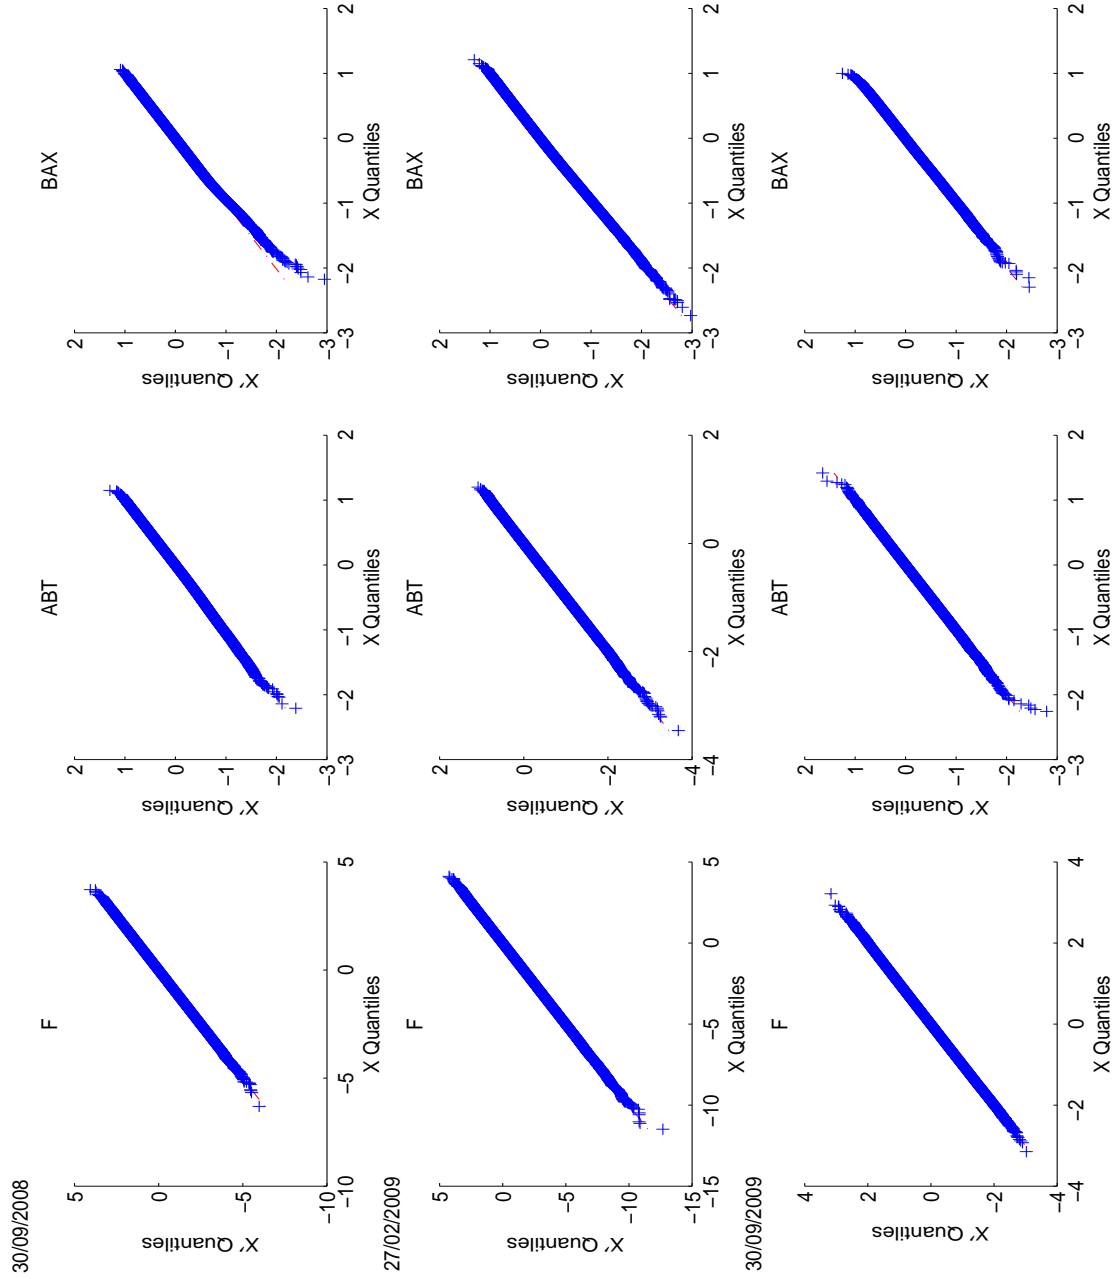 30/09/2008
F
X′ Quantiles
5
0
−5
−10
−10 −5 0 5
X Quantiles
ABT
X′ Quantiles
2
1
0
−1
−2
−3
−3 −2 −1 0 1 2
X Quantiles
BAX
X′ Quantiles
2
1
0
−1
−2
−3
−3 −2 −1 0 1 2
X Quantiles
27/02/2009
F
X′ Quantiles
5
0
−5
−10
−15
−15 −10 −5 0 5
X Quantiles
ABT
X′ Quantiles
2
1
0
−1
−2
−3
−4
−4 −2 0 2
X Quantiles
BAX
X′ Quantiles
2
1
0
−1
−2
−3
−3 −2 −1 0 1 2
X Quantiles
30/09/2009
F
X′ Quantiles
4
2
0
−2
−4
−4 −2 0 2 4
X Quantiles
ABT
X′ Quantiles
2
1
0
−1
−2
−3
−3 −2 −1 0 1 2
X Quantiles
BAX
X′ Quantiles
2
1
0
−1
−2
−3
−3 −2 −1 0 1 2
X Quantiles